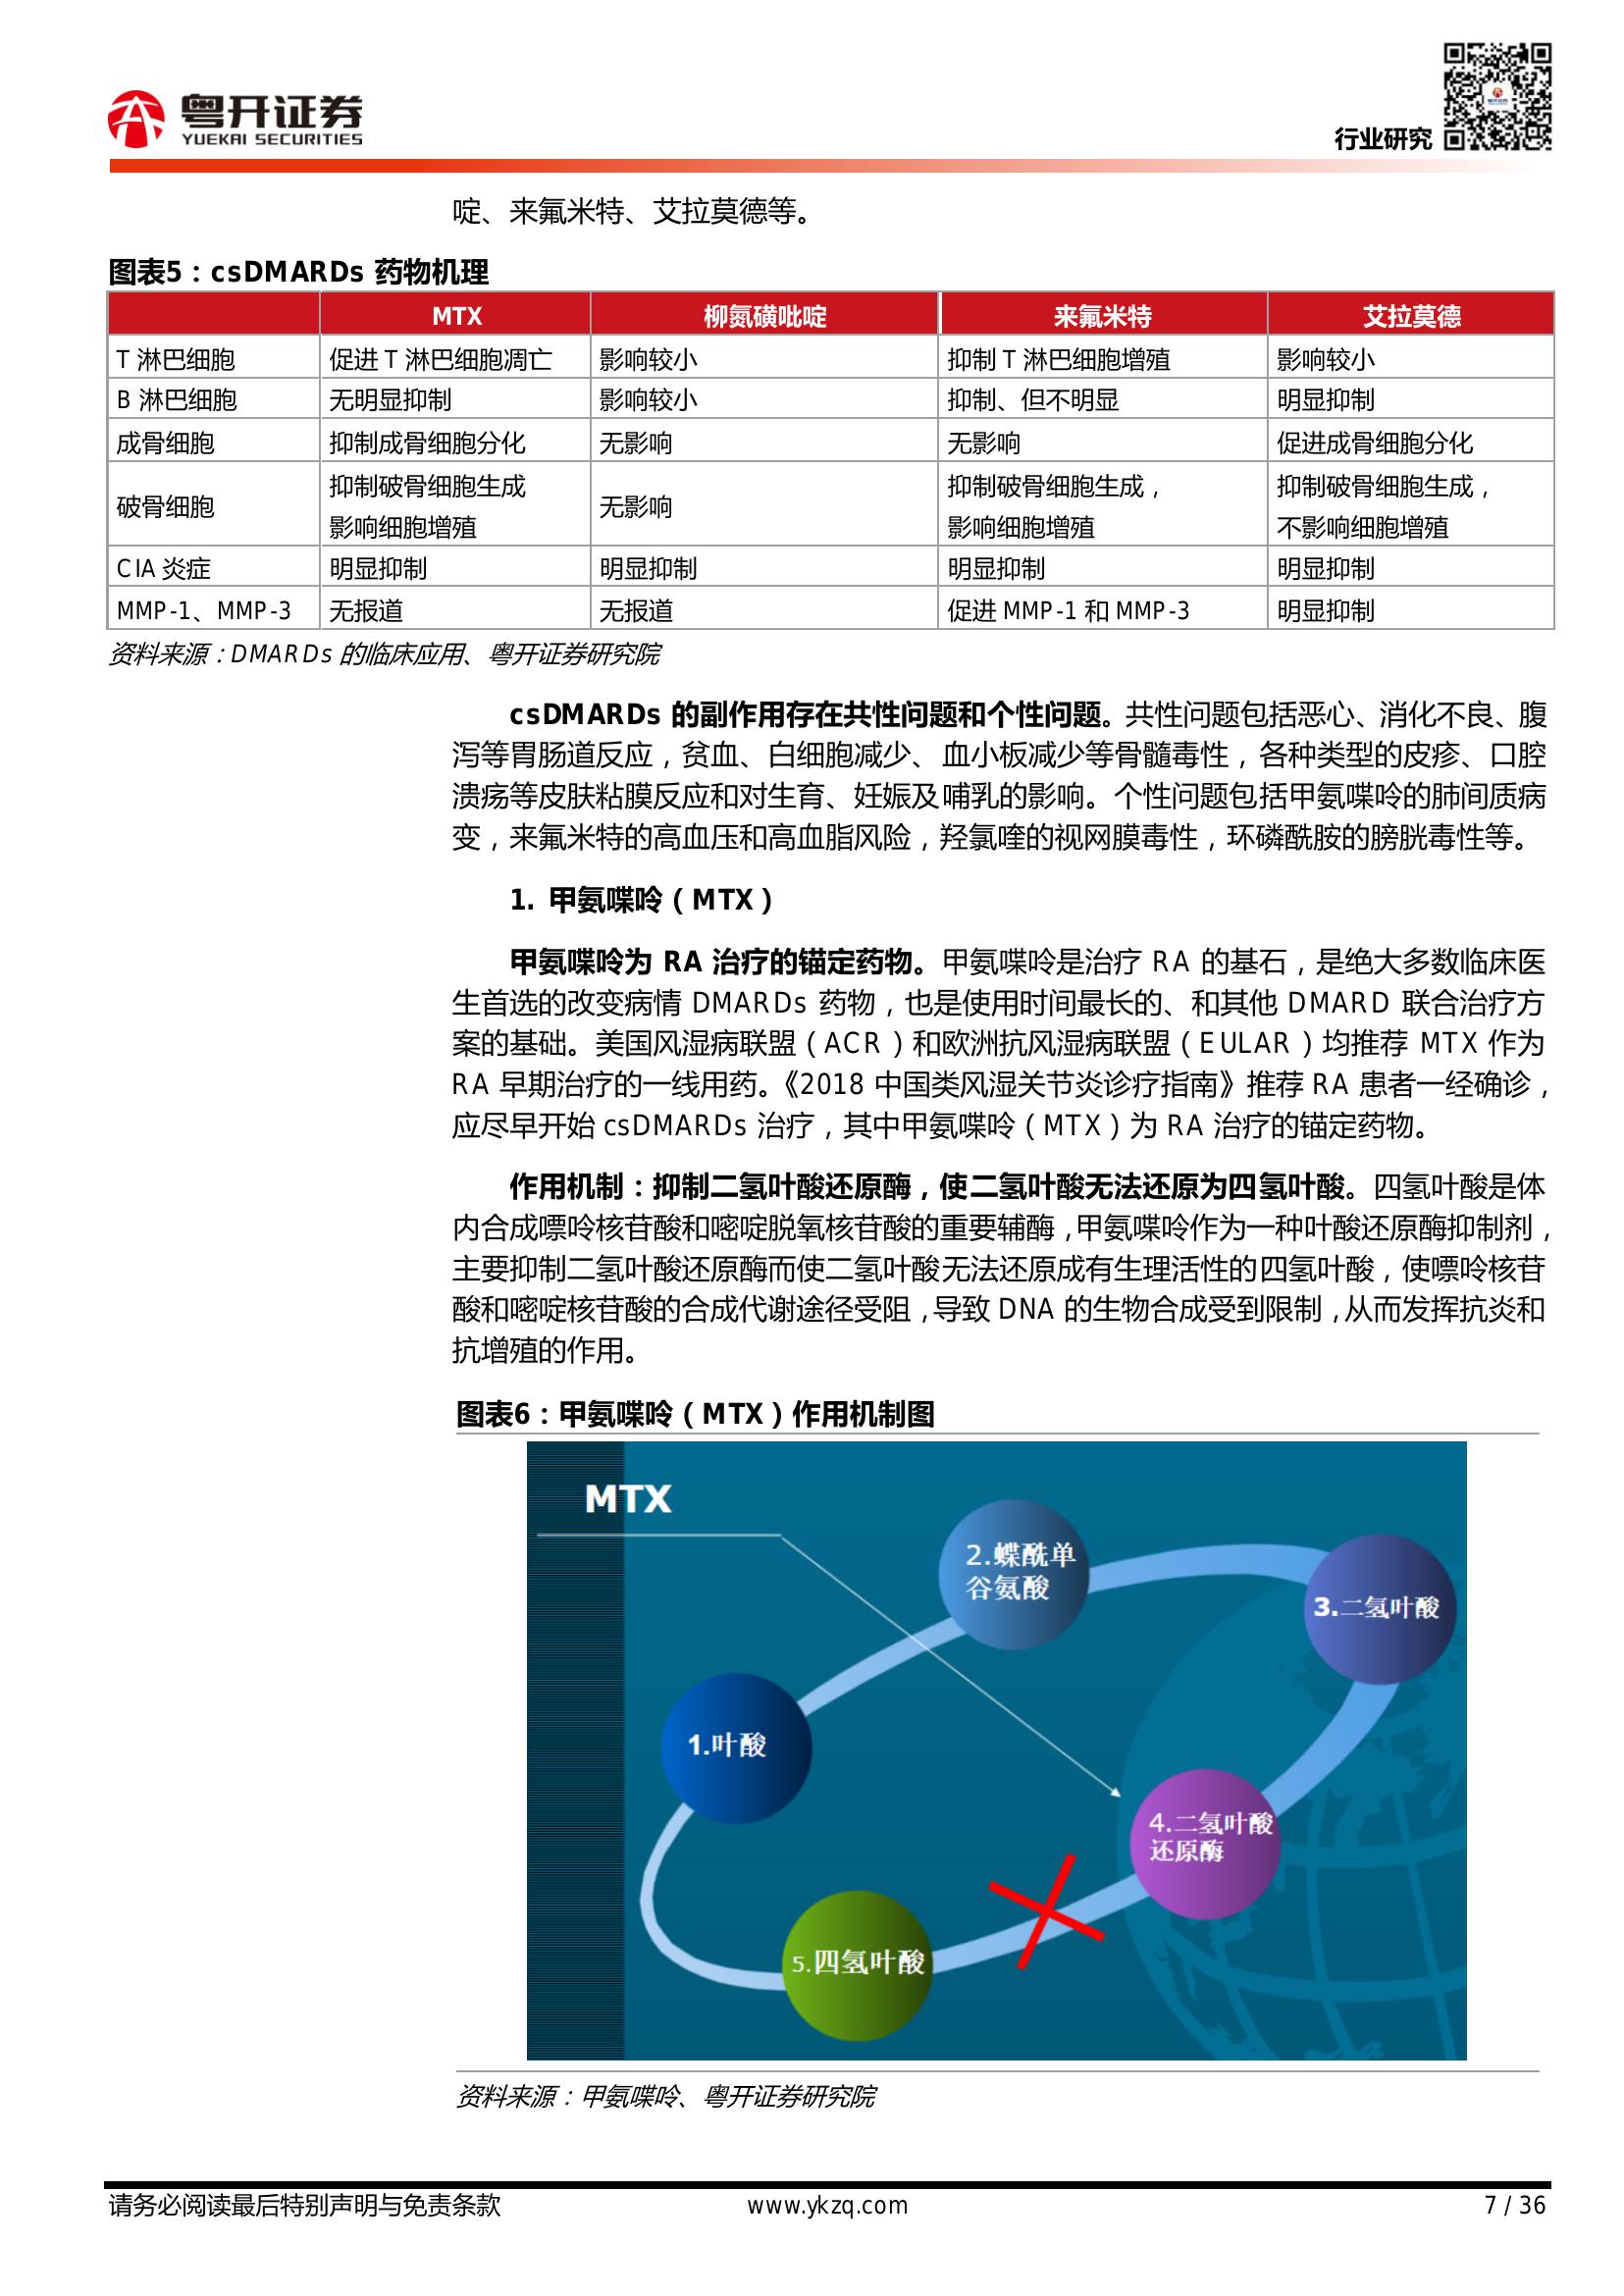 粤开证券
YUEKAI SECURITIES
行业研究
啶、来氟米特、艾拉莫德等。
图表5：csDMARDs 药物机理
MTX 柳氮磺吡啶 来氟米特 艾拉莫德
T 淋巴细胞 促进 T 淋巴细胞凋亡 影响较小 抑制 T 淋巴细胞增殖 影响较小
B 淋巴细胞 无明显抑制 影响较小 抑制、但不明显 明显抑制
成骨细胞 抑制成骨细胞分化 无影响 无影响 促进成骨细胞分化
破骨细胞 抑制破骨细胞生成 影响细胞增殖 无影响 抑制破骨细胞生成， 影响细胞增殖 抑制破骨细胞生成， 不影响细胞增殖
CIA 炎症 明显抑制 明显抑制 明显抑制 明显抑制
MMP-1、MMP-3 无报道 无报道 促进 MMP-1 和 MMP-3 明显抑制
资料来源：DMARDs 的临床应用、粤开证券研究院
csDMARDs 的副作用存在共性问题和个性问题。共性问题包括恶心、消化不良、腹
泻等胃肠道反应，贫血、白细胞减少、血小板减少等骨髓毒性，各种类型的皮疹、口腔
溃疡等皮肤粘膜反应和对生育、妊娠及哺乳的影响。个性问题包括甲氨喋呤的肺间质病
变，来氟米特的高血压和高血脂风险，羟氯喹的视网膜毒性，环磷酰胺的膀胱毒性等。
1. 甲氨喋呤（MTX）
甲氨喋呤为 RA 治疗的锚定药物。甲氨喋呤是治疗 RA 的基石，是绝大多数临床医
生首选的改变病情 DMARDs 药物，也是使用时间最长的、和其他 DMARD 联合治疗方
案的基础。美国风湿病联盟（ACR）和欧洲抗风湿病联盟（EULAR）均推荐 MTX 作为
RA 早期治疗的一线用药。《2018 中国类风湿关节炎诊疗指南》推荐 RA 患者一经确诊，
应尽早开始 csDMARDs 治疗，其中甲氨喋呤（MTX）为 RA 治疗的锚定药物。
作用机制：抑制二氢叶酸还原酶，使二氢叶酸无法还原为四氢叶酸。四氢叶酸是体
内合成嘌呤核苷酸和嘧啶脱氧核苷酸的重要辅酶，甲氨喋呤作为一种叶酸还原酶抑制剂，
主要抑制二氢叶酸还原酶而使二氢叶酸无法还原成有生理活性的四氢叶酸，使嘌呤核苷
酸和嘧啶核苷酸的合成代谢途径受阻，导致 DNA 的生物合成受到限制，从而发挥抗炎和
抗增殖的作用。
图表6：甲氨喋呤（MTX）作用机制图
MTX
2.蝶酰单
谷氨酸
3.二氢叶酸
1.叶酸
4.二氢叶酸
还原酶
5.四氢叶酸
资料来源：甲氨喋呤、粤开证券研究院
请务必阅读最后特别声明与免责条款 www.ykzq.com 7 / 36